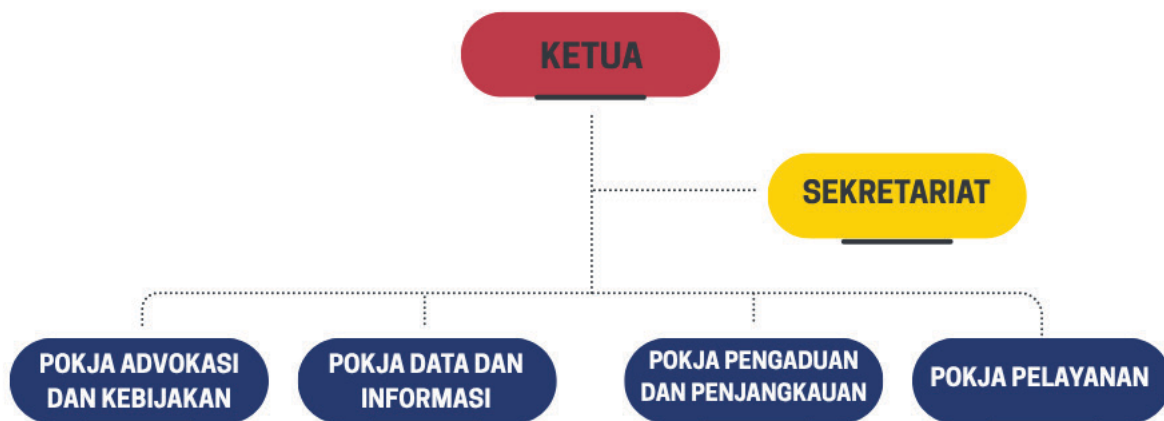 KETUA
SEKRETARIAT
POKJA ADVOKASI
DAN KEBIJAKAN
POKJA DATA DAN
INFORMASI
POKJA PENGADUAN
DAN PENJANGKAUAN
POKJA PELAYANAN